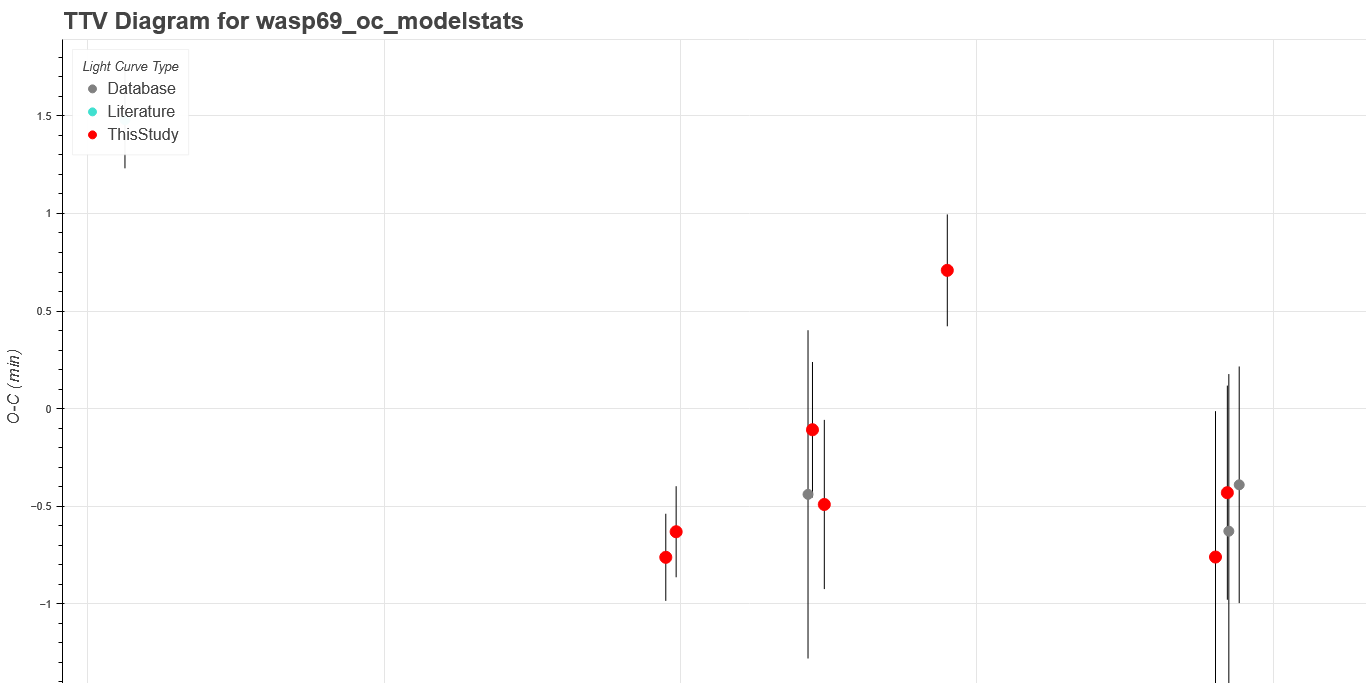 TTV Diagram for wasp69_oc_modelstats
Light Curve Type
Database
Literature
ThisStudy
1.5
1
0.5
0
−0.5
−1
O-C (min)